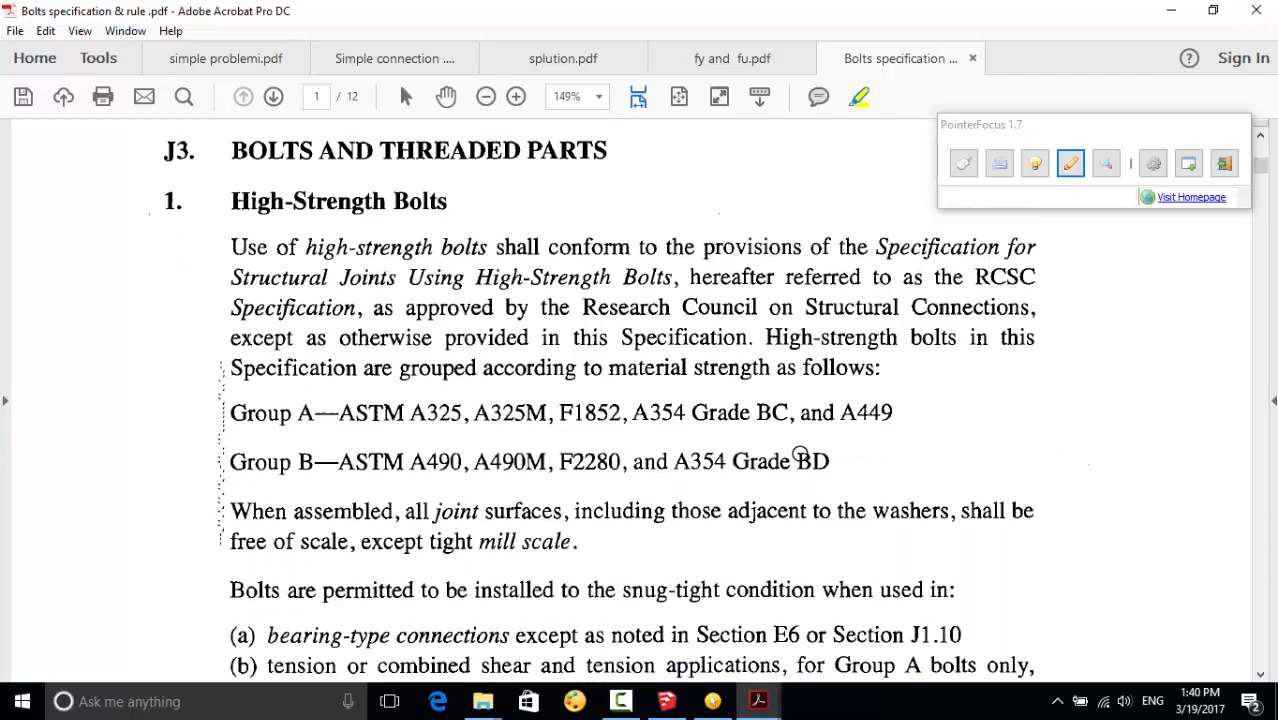 Bolts specification & rule .pdf - Adobe Acrobat Pro DC
File Edit View Window Help
Home Tools simple problemi.pdf Simple connection .... splution.pdf fy and fu.pdf Bolts specification ... × ? Sign In
1 / 12 149%
PointerFocus 1.7
Visit Homepage
J3. BOLTS AND THREADED PARTS
1. High-Strength Bolts
Use of high-strength bolts shall conform to the provisions of the Specification for
Structural Joints Using High-Strength Bolts, hereafter referred to as the RCSC
Specification, as approved by the Research Council on Structural Connections,
except as otherwise provided in this Specification. High-strength bolts in this
Specification are grouped according to material strength as follows:
Group A—ASTM A325, A325M, F1852, A354 Grade BC, and A449
Group B—ASTM A490, A490M, F2280, and A354 Grade BD
When assembled, all joint surfaces, including those adjacent to the washers, shall be
free of scale, except tight mill scale.
Bolts are permitted to be installed to the snug-tight condition when used in:
(a) bearing-type connections except as noted in Section E6 or Section J1.10
(b) tension or combined shear and tension applications, for Group A bolts only,
Ask me anything
ENG
1:40 PM
3/19/2017
2